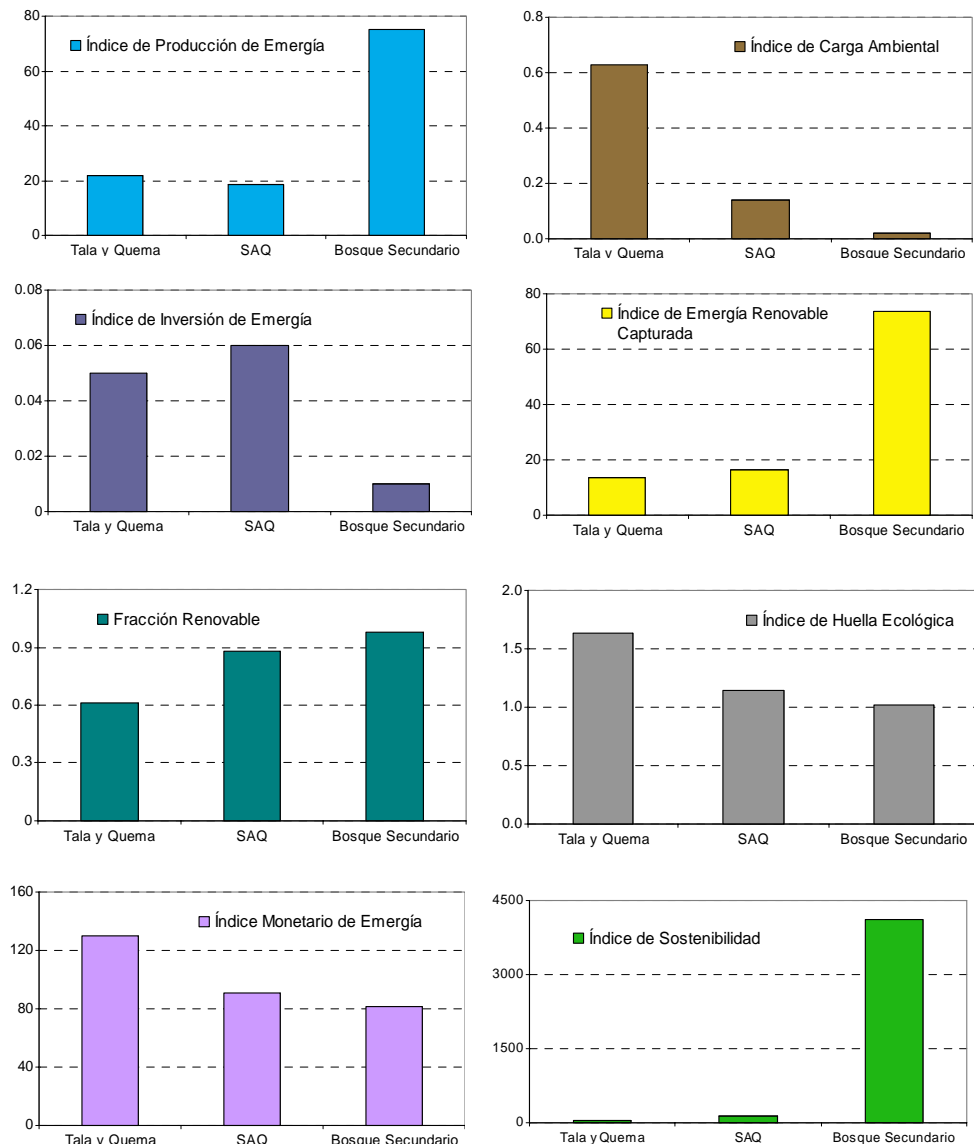 80
60
40
20
0
Índice de Producción de Emergía
Tala y Quema SAQ Bosque Secundario
0.8
0.6
0.4
0.2
0.0
Índice de Carga Ambiental
Tala y Quema SAQ Bosque Secundario
0.08
0.06
0.04
0.02
0
Índice de Inversión de Emergía
Tala y Quema SAQ Bosque Secundario
80
60
40
20
0
Índice de Emergía Renovable
Capturada
Tala y Quema SAQ Bosque Secundario
1.2
0.9
0.6
0.3
0
Fracción Renovable
Tala y Quema SAQ Bosque Secundario
2.0
1.5
1.0
0.5
0.0
Índice de Huella Ecológica
Tala y Quema SAQ Bosque Secundario
160
120
80
40
0
Índice Monetario de Emergía
Tala y Quema SAQ Bosque Secundario
4500
3000
1500
0
Índice de Sostenibilidad
Tala y Quema SAQ Bosque Secundario